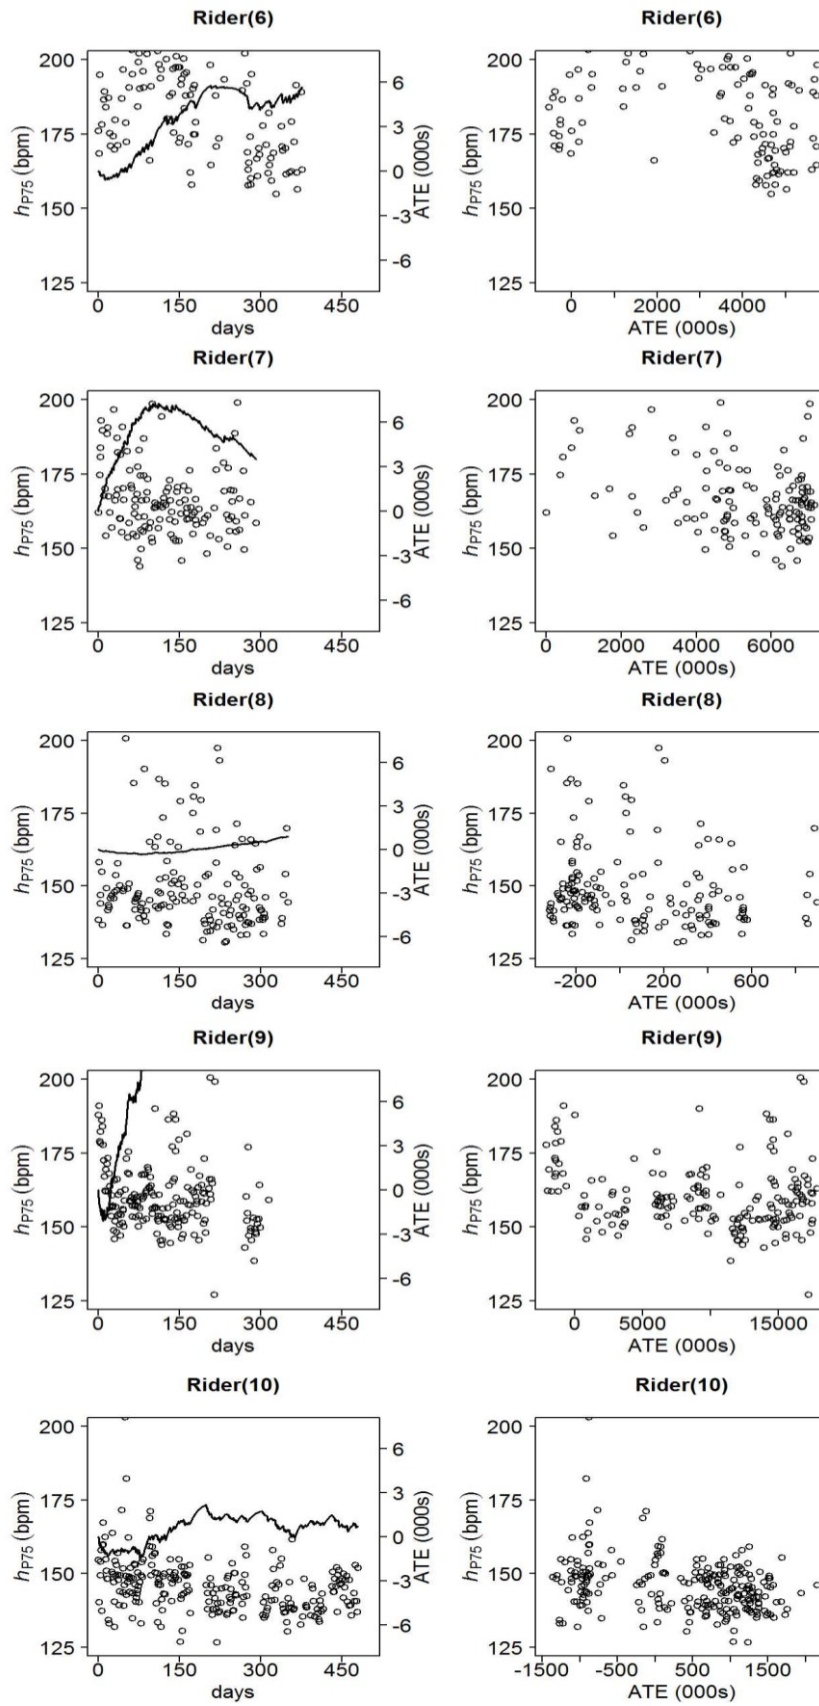 Rider(6) Rider(6)
200 200
6
175 3 175
0
150 -3 150
-6
125 125
hP75 (bpm) ATE (000s) hP75 (bpm)
0 150 300 450 0 2000 4000
days ATE (000s)
Rider(7) Rider(7)
200 200
6
175 3 175
0
150 -3 150
-6
125 125
hP75 (bpm) ATE (000s) hP75 (bpm)
0 150 300 450 0 2000 4000 6000
days ATE (000s)
Rider(8) Rider(8)
200 200
6
175 3 175
0
150 -3 150
-6
125 125
hP75 (bpm) ATE (000s) hP75 (bpm)
0 150 300 450 -200 200 600
days ATE (000s)
Rider(9) Rider(9)
200 200
6
175 3 175
0
150 -3 150
-6
125 125
hP75 (bpm) ATE (000s) hP75 (bpm)
0 150 300 450 0 5000 15000
days ATE (000s)
Rider(10) Rider(10)
200 200
6
175 3 175
0
150 -3 150
-6
125 125
hP75 (bpm) ATE (000s) hP75 (bpm)
0 150 300 450 -1500 -500 500 1500
days ATE (000s)